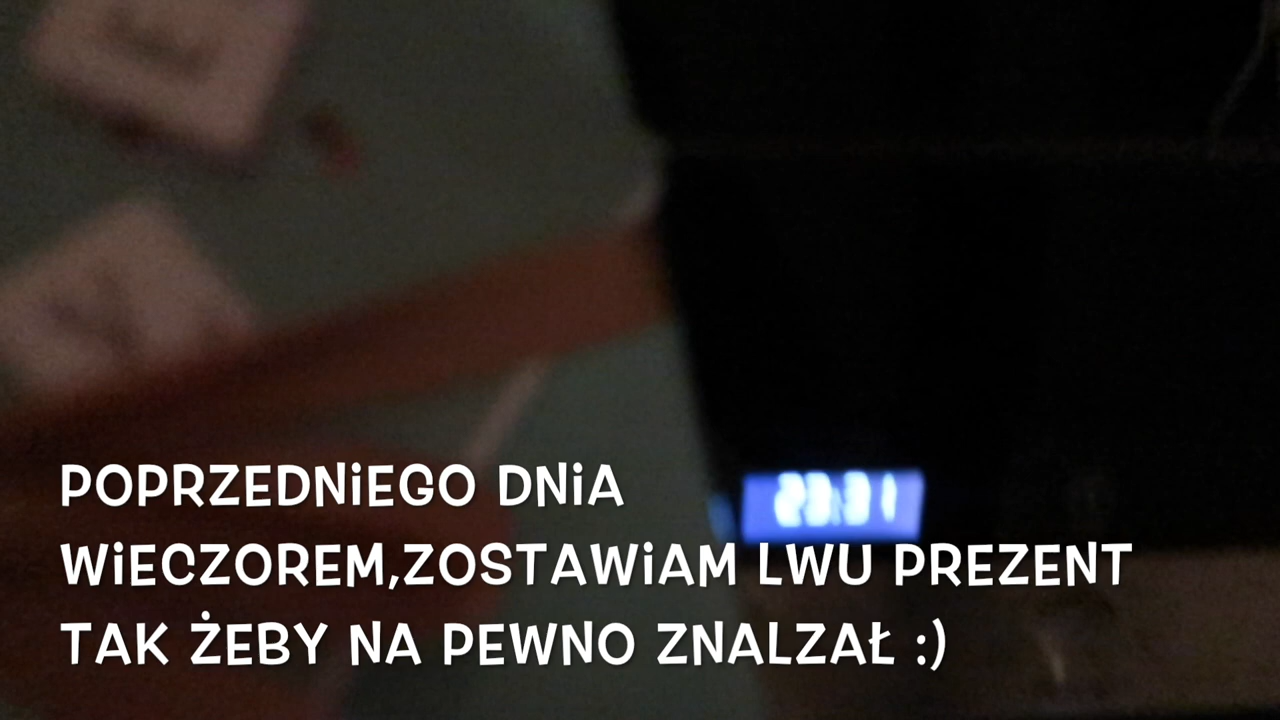 POPRZEDNiEGO DNiA
WiECZOREM,ZOSTAWiAM LWU PREZENT
TAK ŻEBY NA PEWNO ZNALZAŁ :)